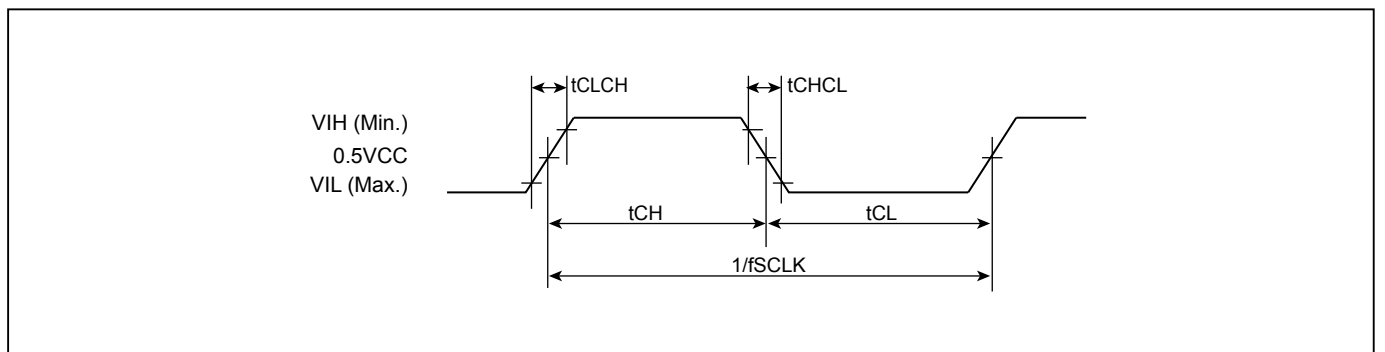 tCLCH
tCHCL
VIH (Min.)
0.5VCC
VIL (Max.)
tCH
tCL
1/fSCLK